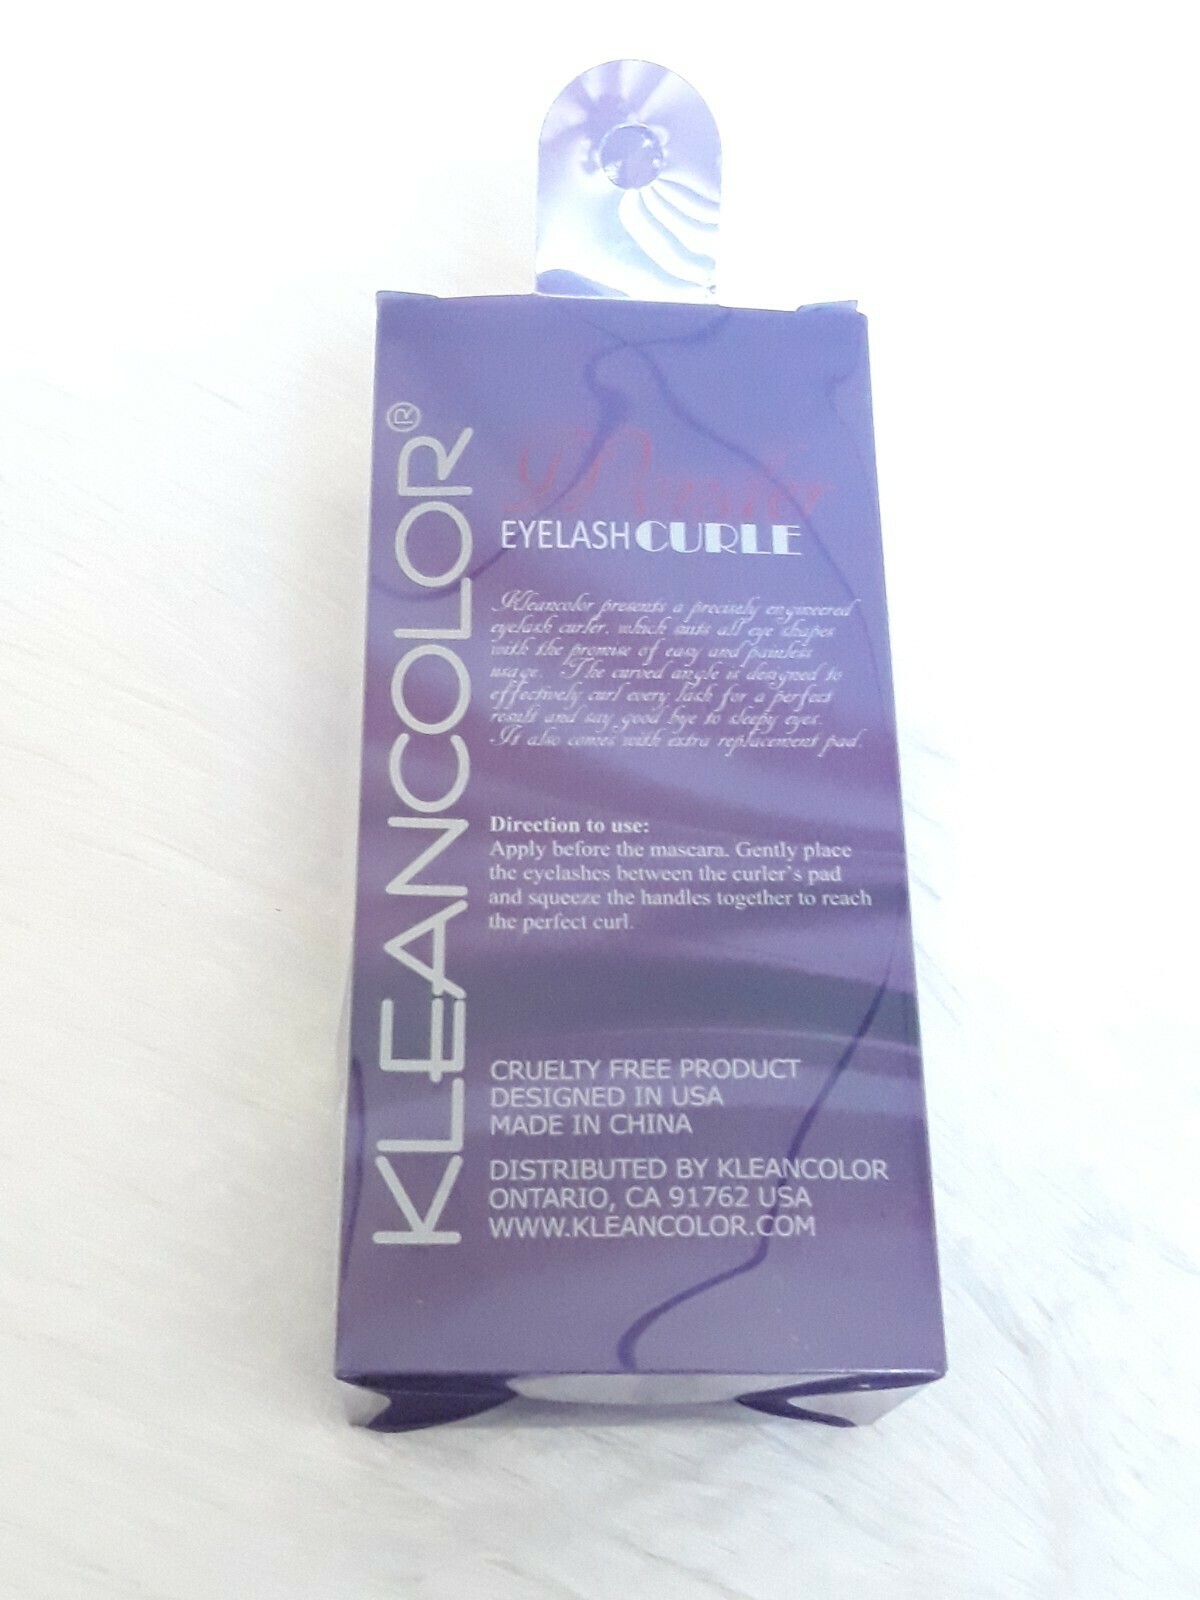 KLEANCOLOR®
EYELASH CURLE
Kleancolor presents a precisely engineered
eyelash curler, which suits all eye shapes
with the promise of easy and painless
usage. The curved angle is designed to
effectively curl every lash for a perfect
result and say good bye to sleepy eyes.
It also comes with extra replacement pad.
Direction to use:
Apply before the mascara. Gently place
the eyelashes between the curler's pad
and squeeze the handles together to reach
the perfect curl.
CRUELTY FREE PRODUCT
DESIGNED IN USA
MADE IN CHINA
DISTRIBUTED BY KLEANCOLOR
ONTARIO, CA 91762 USA
WWW.KLEANCOLOR.COM